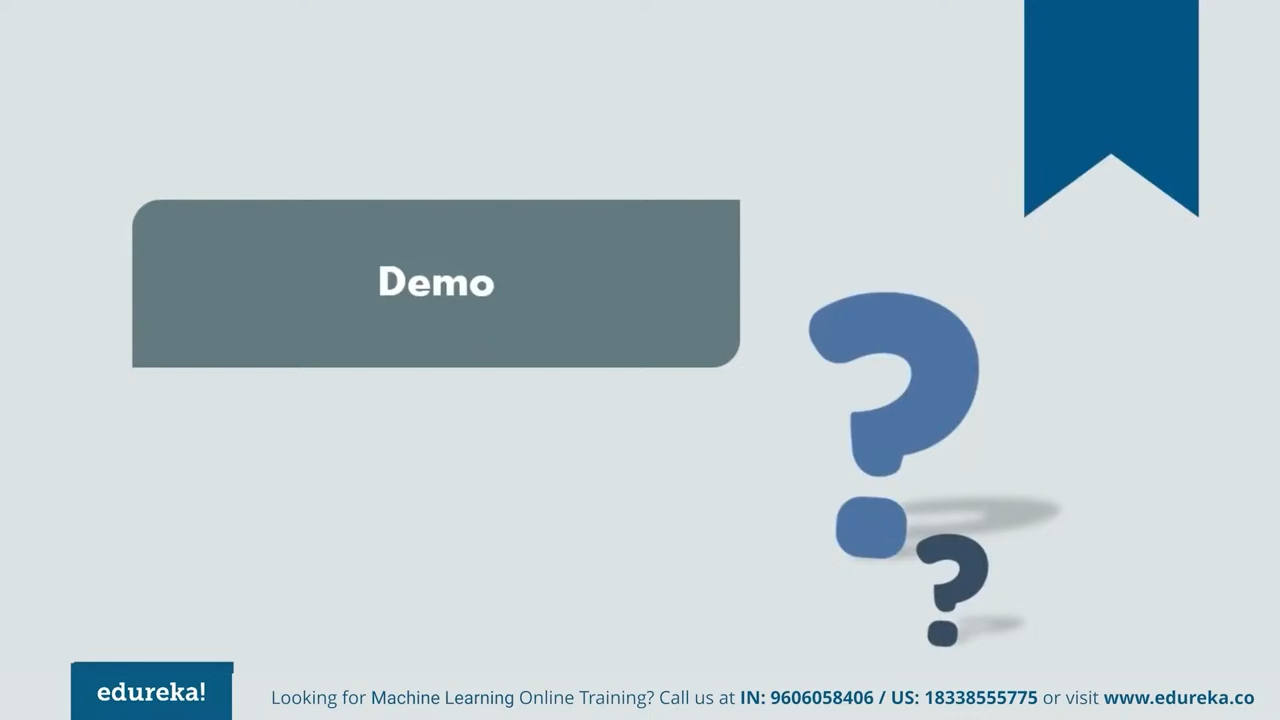 Demo
?
?
edureka!
Looking for Machine Learning Online Training? Call us at IN: 9606058406 / US: 18338555775 or visit www.edureka.co